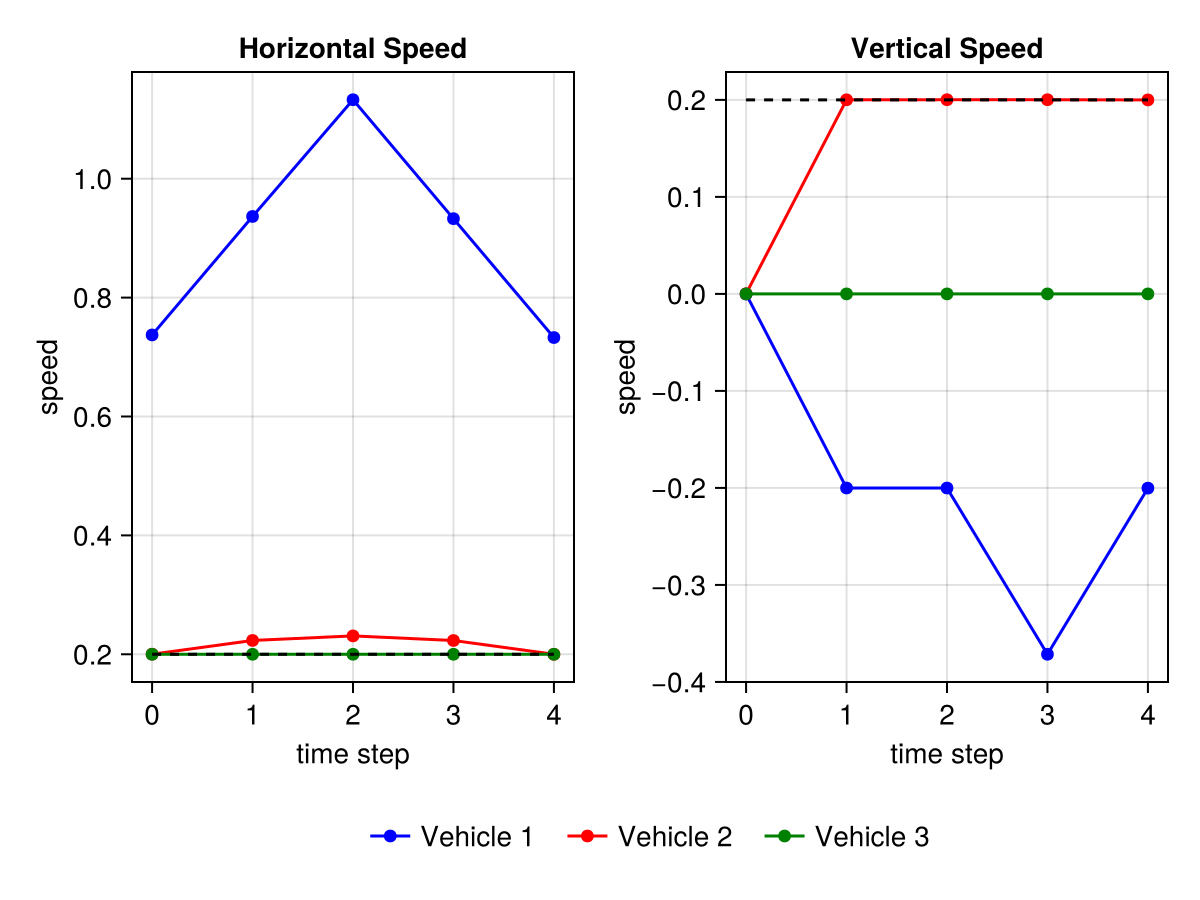 Horizontal Speed
1.0
0.8
0.6
0.4
0.2
speed
0 1 2 3 4
time step
Vertical Speed
0.2
0.1
0.0
−0.1
−0.2
−0.3
−0.4
speed
0 1 2 3 4
time step
Vehicle 1 Vehicle 2 Vehicle 3